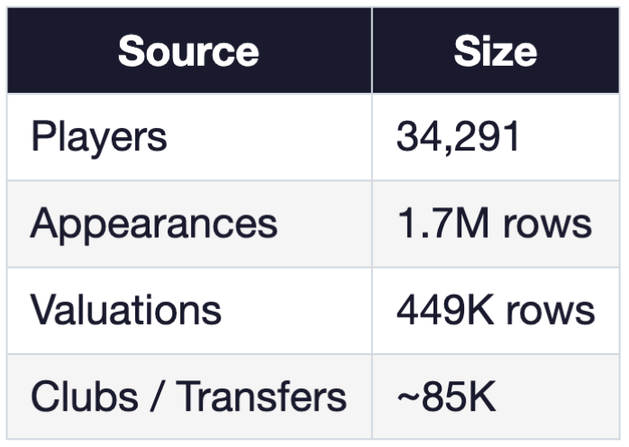 Source Size
Players 34,291
Appearances 1.7M rows
Valuations 449K rows
Clubs / Transfers ~85K